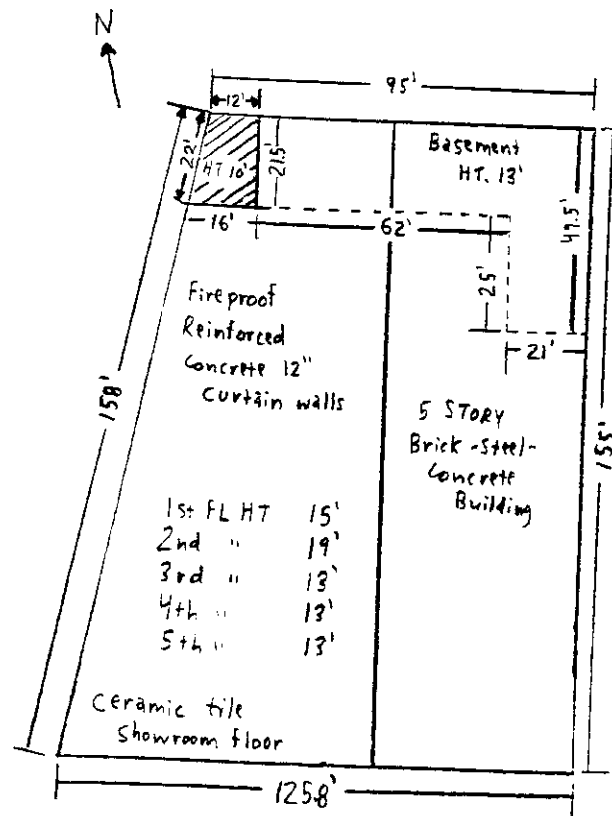 N
95'
12'
Basement
HT. 13'
22'
HT 10'
21.5'
47.5'
16'
62'
25'
21'
Fireproof
Reinforced
Concrete 12"
Curtain walls
158'
5 STORY
Brick-Steel-
Concrete
Building
155'
1st FL HT 15'
2nd " 19'
3rd " 13'
4th " 13'
5th " 13'
Ceramic tile
Showroom floor
125.8'